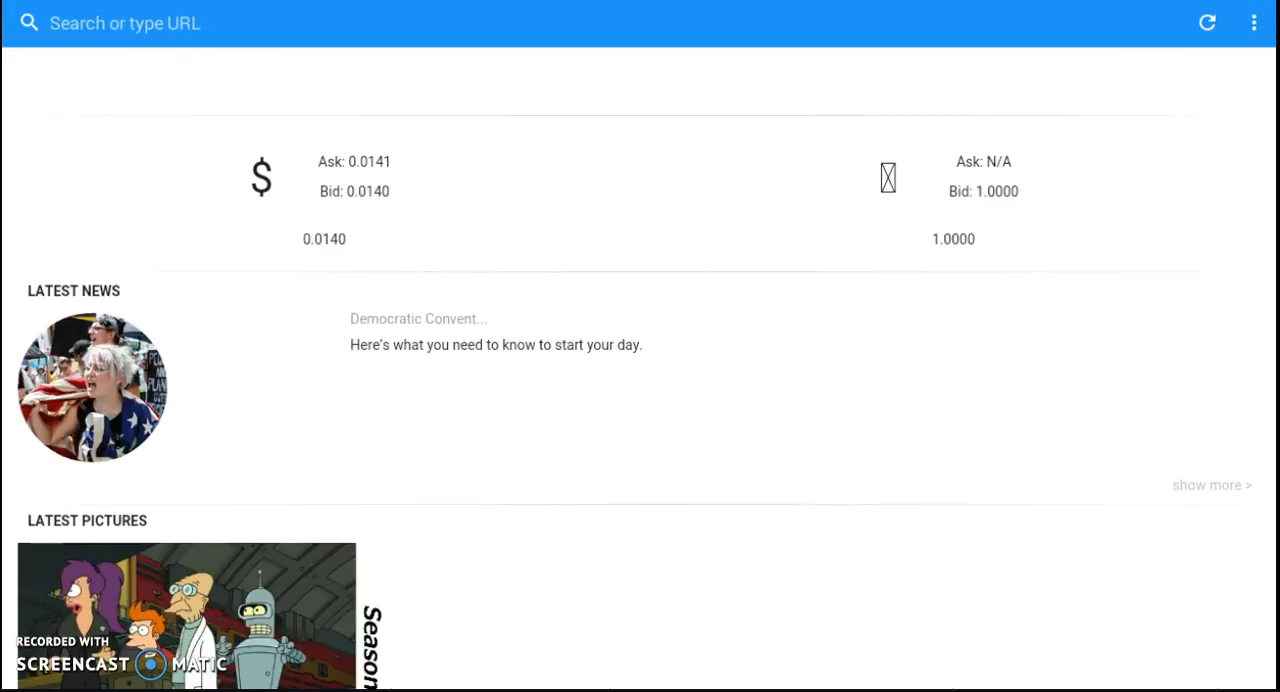 Search or type URL
$
Ask: 0.0141
Bid: 0.0140
0.0140
Ask: N/A
Bid: 1.0000
1.0000
LATEST NEWS
Democratic Convent...
Here's what you need to know to start your day.
show more >
LATEST PICTURES
Season
RECORDED WITH
SCREENCAST MATIC